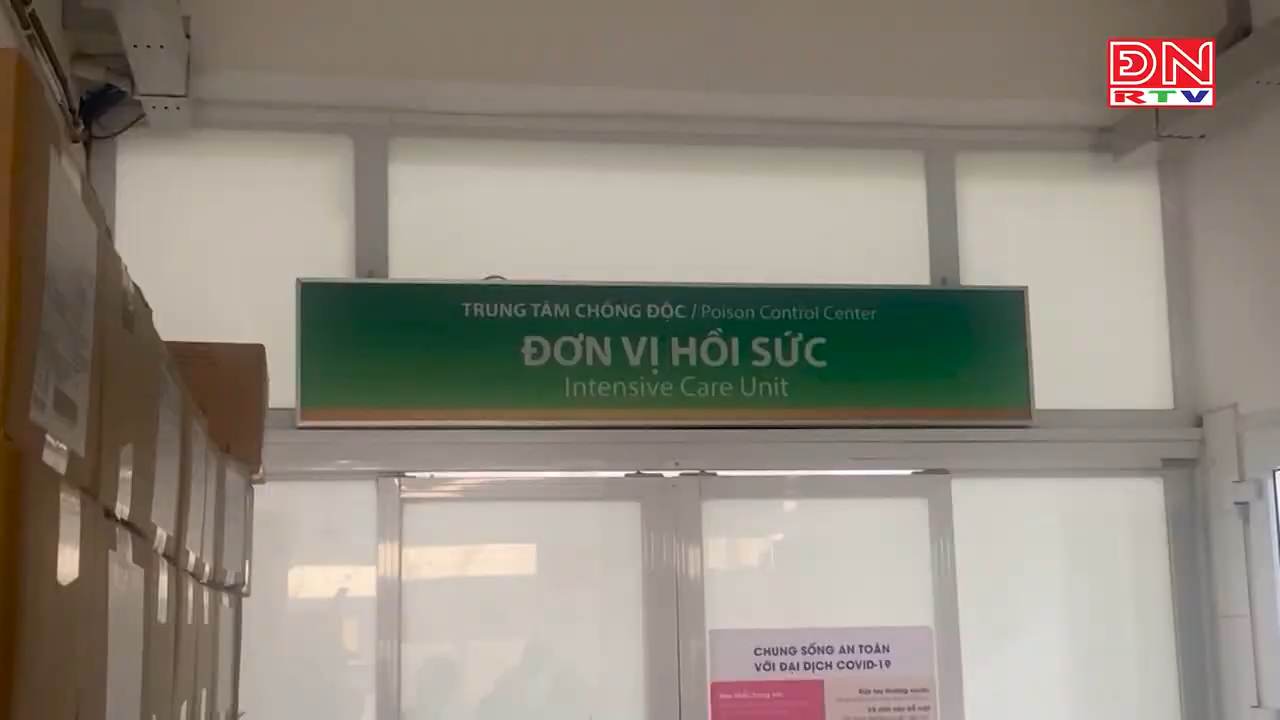 ĐN
RTV
TRUNG TÂM CHỐNG ĐỘC / Poison Control Center
ĐƠN VỊ HỒI SỨC
Intensive Care Unit
CHUNG SỐNG AN TOÀN
VỚI ĐẠI DỊCH COVID-19